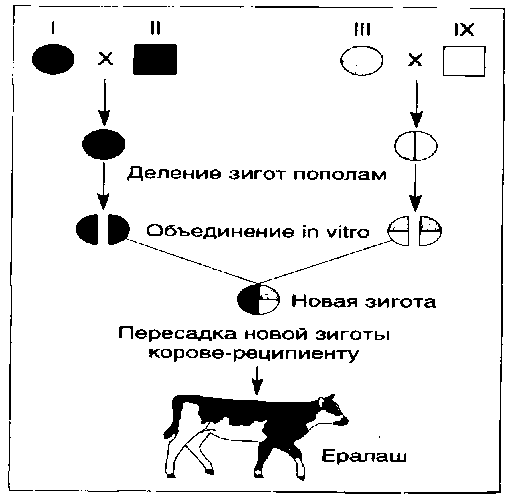 I II III IX
× ×
Деление зигот пополам
Объединение in vitro
Новая зигота
Пересадка новой зиготы
корове-реципиенту
Ералаш